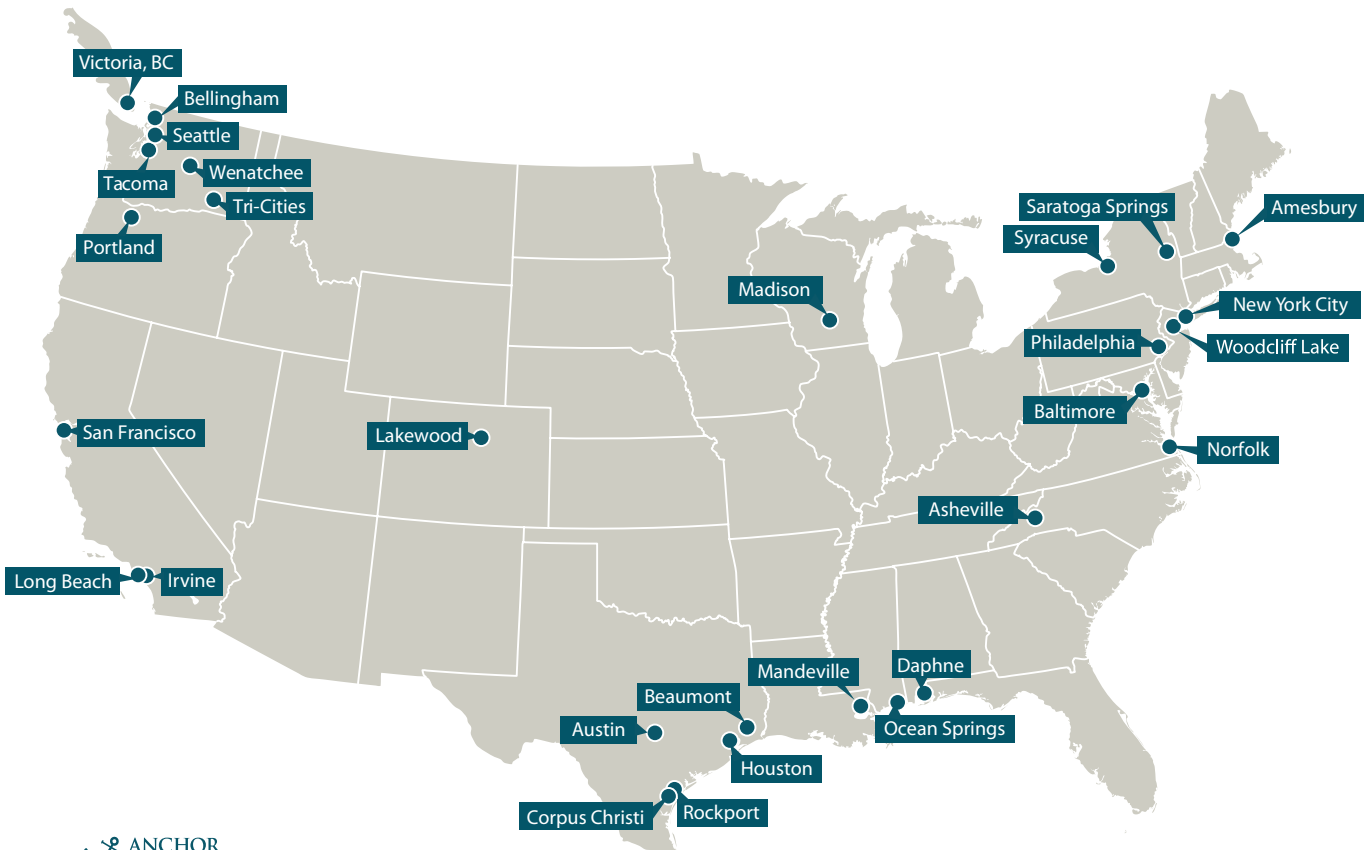 Victoria, BC
Bellingham
Seattle
Wenatchee
Tacoma
Tri-Cities
Portland
Saratoga Springs
Amesbury
Syracuse
Madison
New York City
Philadelphia
Woodcliff Lake
Baltimore
San Francisco
Lakewood
Norfolk
Asheville
Long Beach
Irvine
Mandeville
Daphne
Beaumont
Austin
Ocean Springs
Houston
Corpus Christi
Rockport
ANCHOR